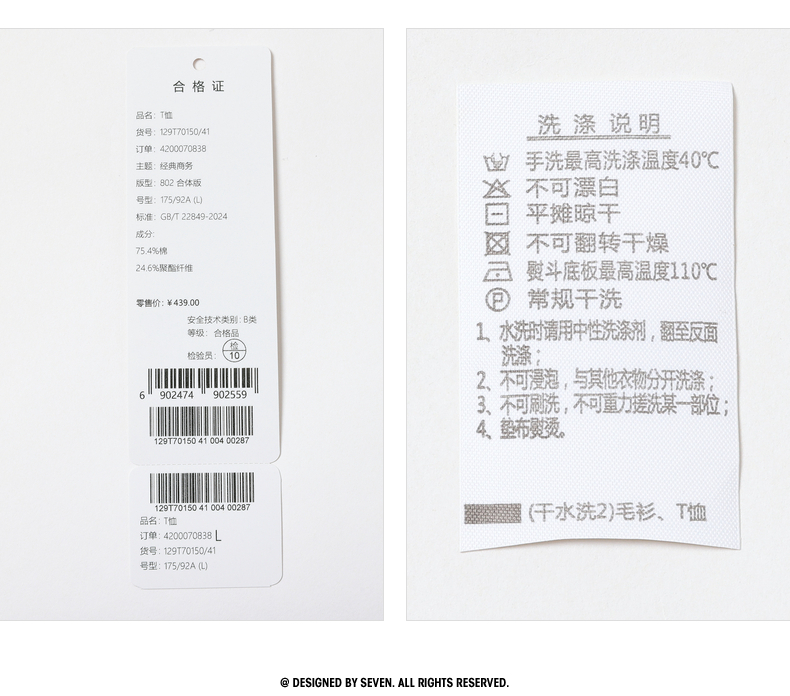 合格证
品名: T恤
货号: 129T70150/41
订单: 4200070838
主题: 经典商务
版型: 802 合体版
号型: 175/92A (L)
标准: GB/T 22849-2024
成分:
75.4%棉
24.6%聚酯纤维
零售价: ¥439.00
安全技术类别: B类
等级: 合格品
检验员: 检 10
6 902474 902559
129T70150 41 004 00287
129T70150 41 004 00287
品名: T恤
订单: 4200070838 L
货号: 129T70150/41
号型: 175/92A (L)
洗涤说明
手洗最高洗涤温度40℃
不可漂白
平摊晾干
不可翻转干燥
熨斗底板最高温度110℃
P 常规干洗
1、水洗时请用中性洗涤剂，翻至反面
洗涤；
2、不可浸泡，与其他衣物分开洗涤；
3、不可刷洗，不可重力搓洗某一部位；
4、垫布熨烫。
(干水洗2)毛衫、T恤
@ DESIGNED BY SEVEN. ALL RIGHTS RESERVED.